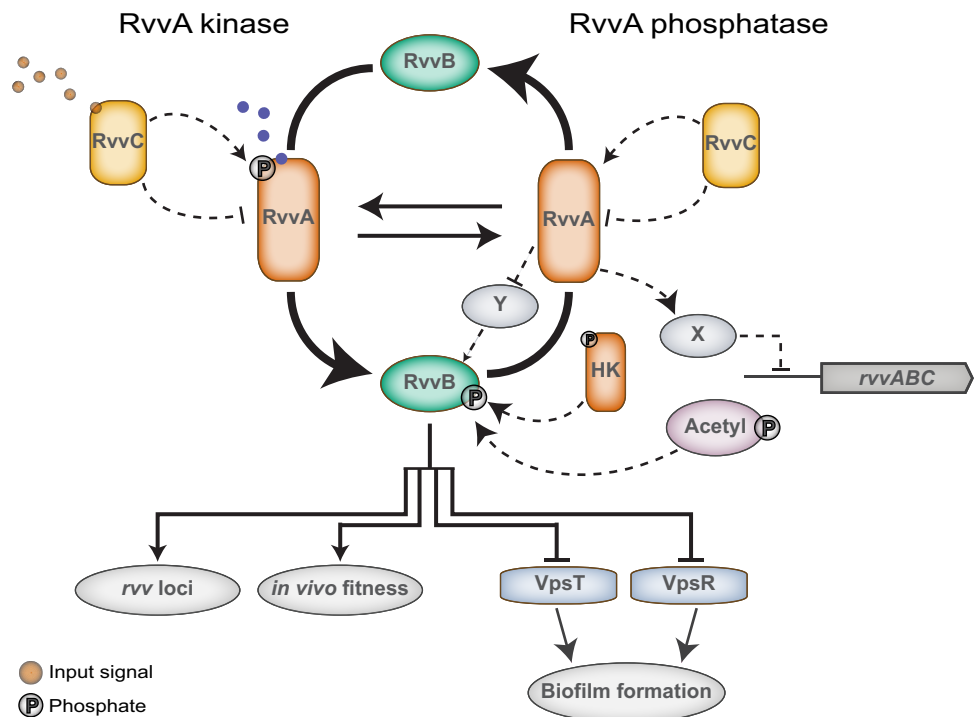 RvvA kinase
RvvA phosphatase
RvvB
RvvC
RvvC
P
RvvA
RvvA
Y
X
P
HK
RvvB
P
rvvABC
Acetyl
P
rvv loci
in vivo fitness
VpsT
VpsR
Input signal
Biofilm formation
P
Phosphate